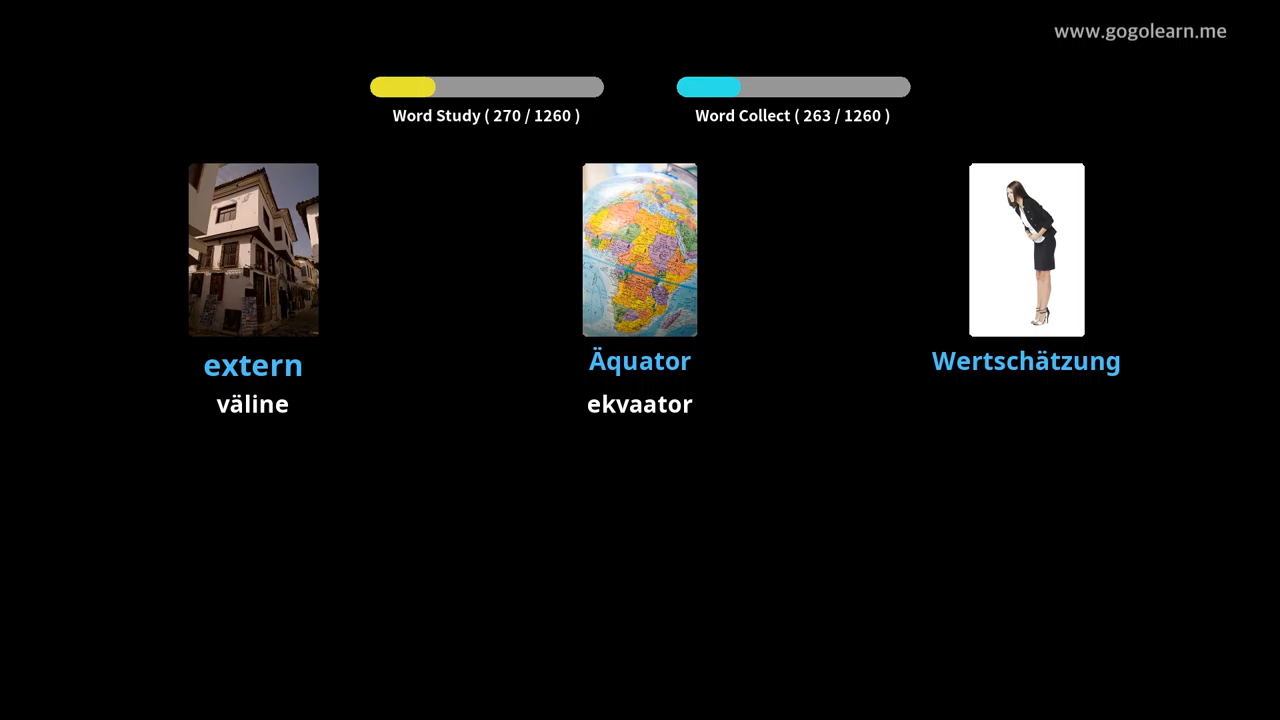 www.gogolearn.me
Word Study ( 270 / 1260 )
Word Collect ( 263 / 1260 )
extern
väline
Äquator
ekvaator
Wertschätzung